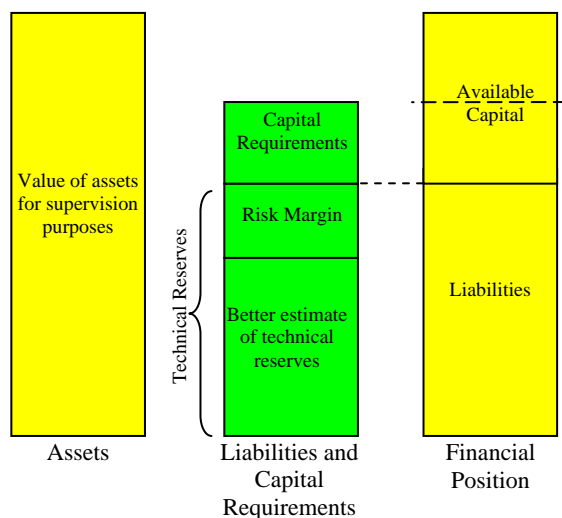 Value of assets
for supervision
purposes
Assets
Technical Reserves
Capital
Requirements
Risk Margin
Better estimate
of technical
reserves
Liabilities and
Capital
Requirements
Available
Capital
Liabilities
Financial
Position